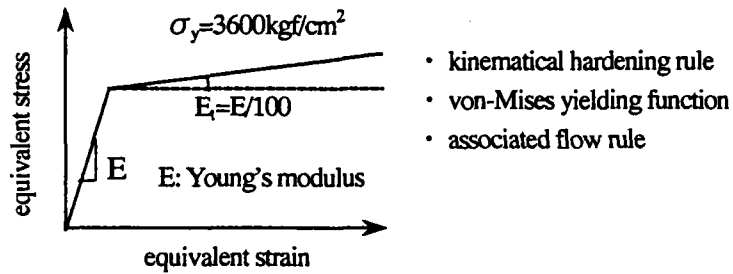 σy=3600kgf/cm²
Et=E/100
E
E: Young's modulus
equivalent stress
equivalent strain
· kinematical hardening rule
· von-Mises yielding function
· associated flow rule